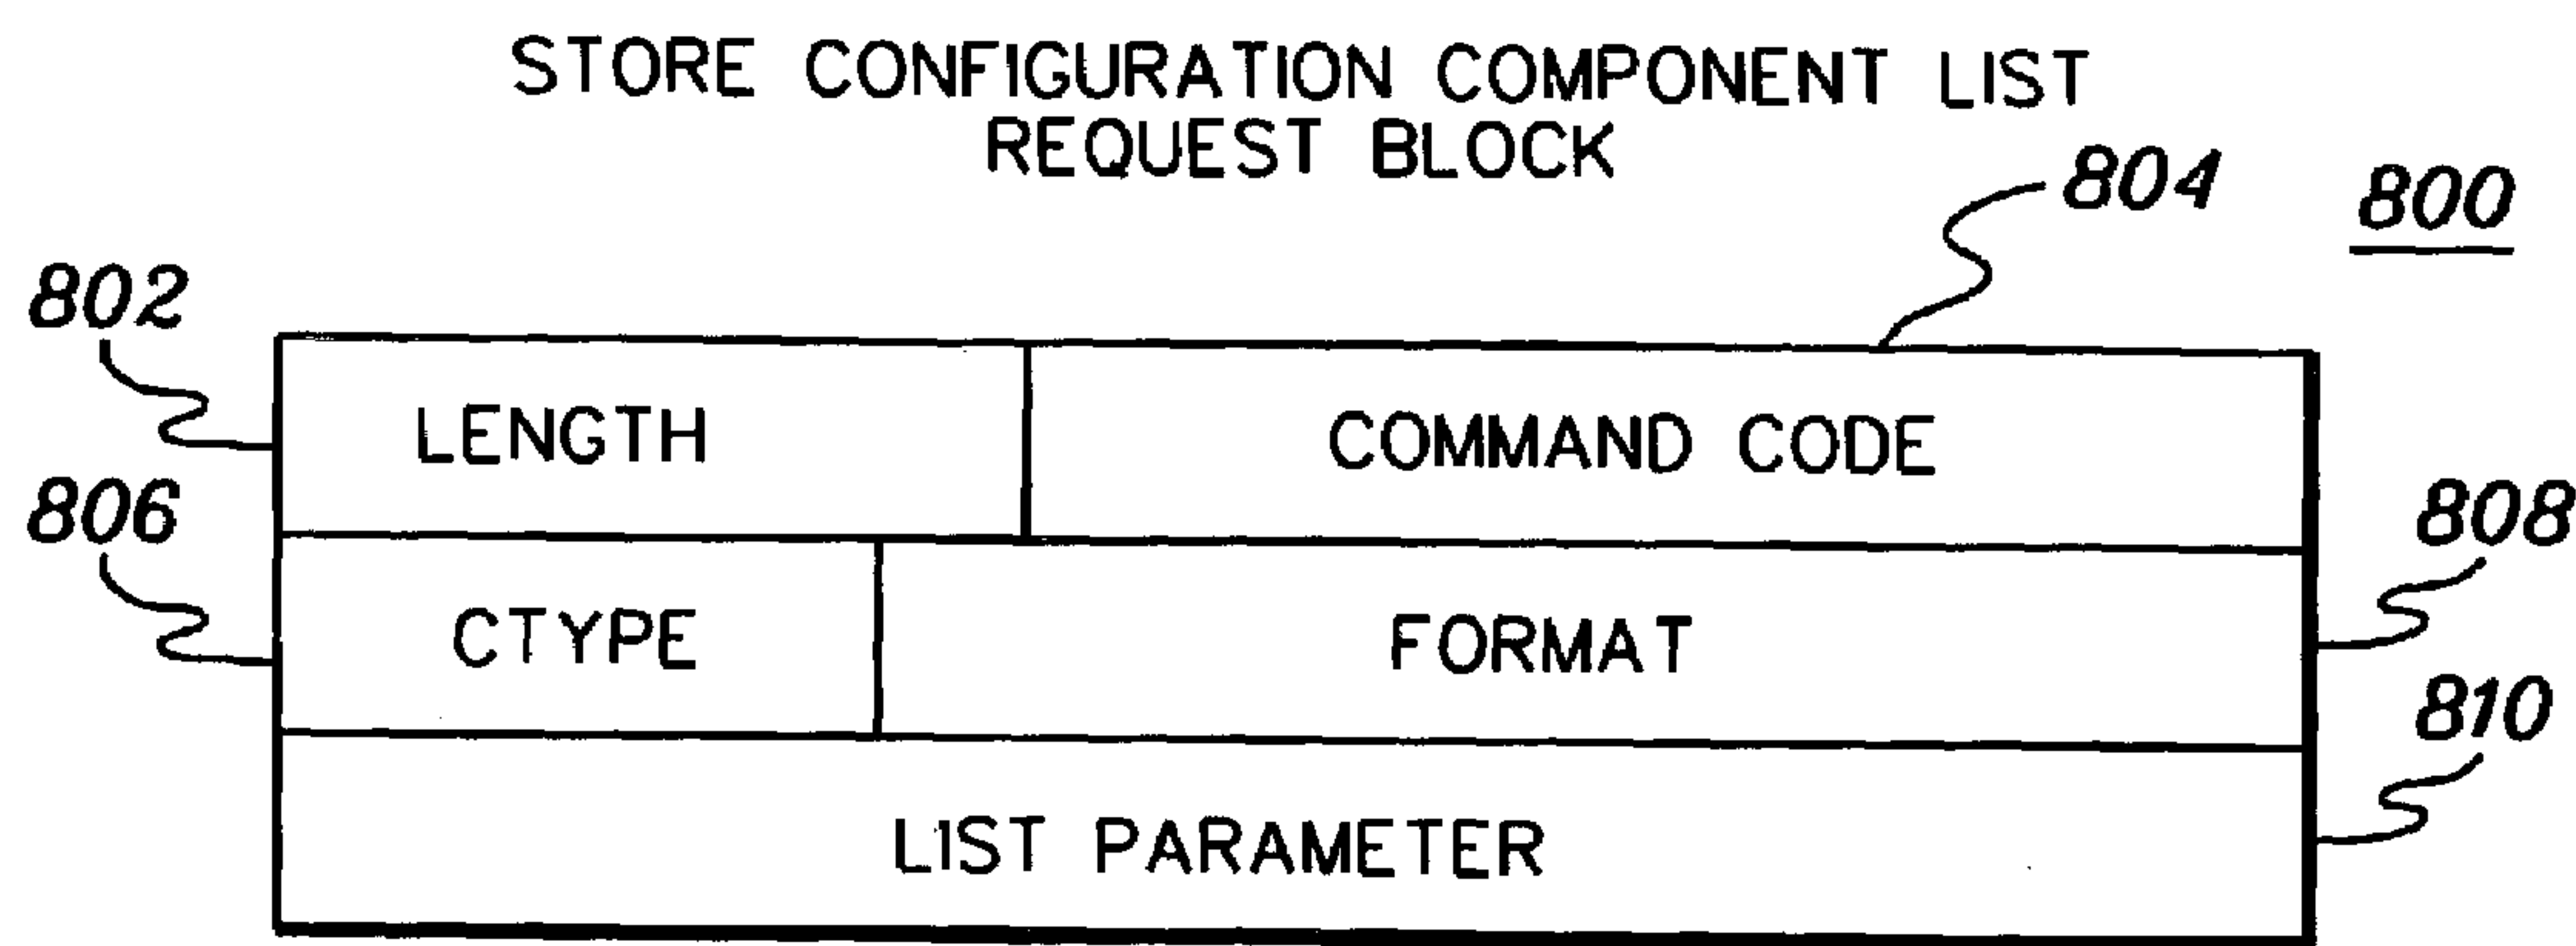 STORE CONFIGURATION COMPONENT LIST
REQUEST BLOCK
804
800
802
LENGTH
COMMAND CODE
806
CTYPE
FORMAT
808
LIST PARAMETER
810